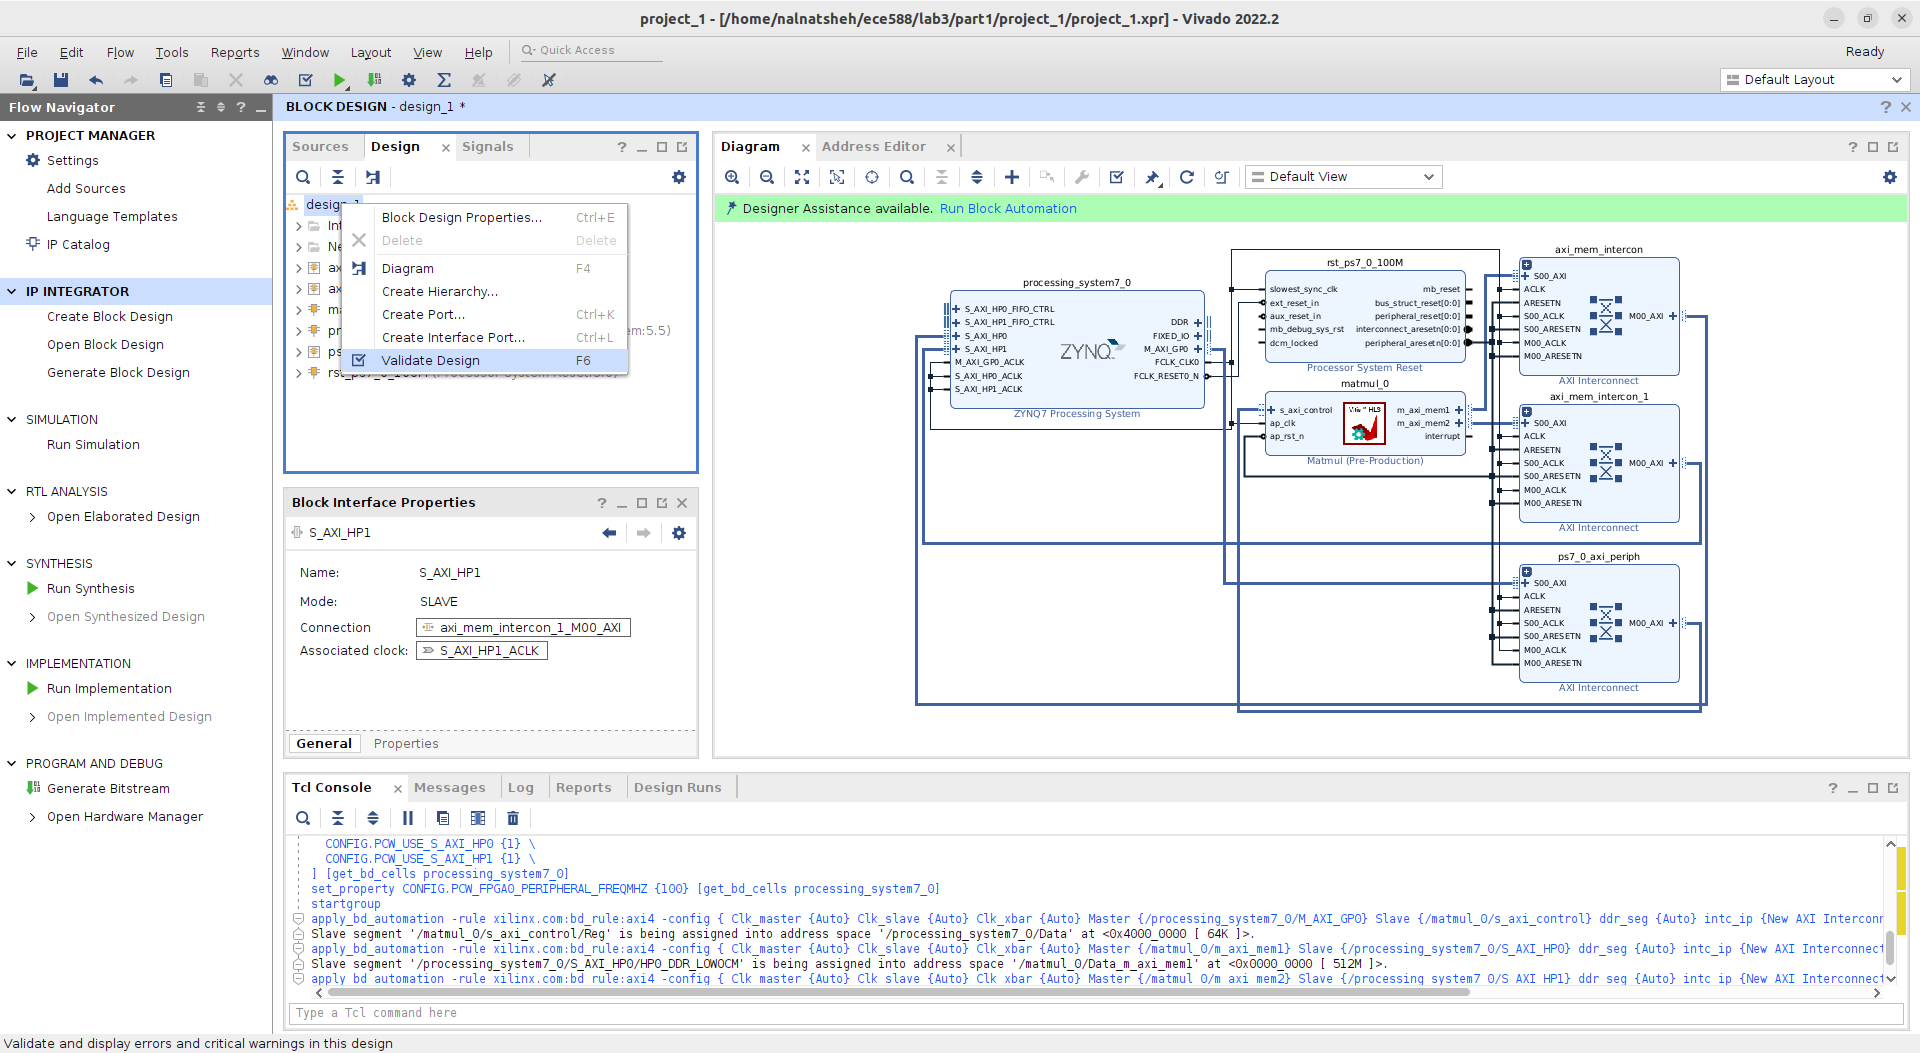 project_1 - [/home/nalnatsheh/ece588/lab3/part1/project_1/project_1.xpr] - Vivado 2022.2
File Edit Flow Tools Reports Window Layout View Help Quick Access
Ready
Default Layout
Flow Navigator
PROJECT MANAGER
Settings
Add Sources
Language Templates
IP Catalog
IP INTEGRATOR
Create Block Design
Open Block Design
Generate Block Design
SIMULATION
Run Simulation
RTL ANALYSIS
Open Elaborated Design
SYNTHESIS
Run Synthesis
Open Synthesized Design
IMPLEMENTATION
Run Implementation
Open Implemented Design
PROGRAM AND DEBUG
Generate Bitstream
Open Hardware Manager
BLOCK DESIGN - design_1 *
Sources Design Signals
design_1
Block Design Properties... Ctrl+E
Delete Delete
Diagram F4
Create Hierarchy...
Create Port... Ctrl+K
Create Interface Port... Ctrl+L
Validate Design F6
Block Interface Properties
S_AXI_HP1
Name: S_AXI_HP1
Mode: SLAVE
Connection axi_mem_intercon_1_M00_AXI
Associated clock: S_AXI_HP1_ACLK
General Properties
Diagram Address Editor
Default View
Designer Assistance available. Run Block Automation
processing_system7_0
S_AXI_HP0_FIFO_CTRL
S_AXI_HP1_FIFO_CTRL
S_AXI_HP0
S_AXI_HP1
M_AXI_GP0_ACLK
S_AXI_HP0_ACLK
S_AXI_HP1_ACLK
ZYNQ
DDR
FIXED_IO
M_AXI_GP0
FCLK_CLK0
FCLK_RESET0_N
ZYNQ7 Processing System
rst_ps7_0_100M
slowest_sync_clk
ext_reset_in
aux_reset_in
mb_debug_sys_rst
dcm_locked
mb_reset
bus_struct_reset[0:0]
peripheral_reset[0:0]
interconnect_aresetn[0:0]
peripheral_aresetn[0:0]
Processor System Reset
matmul_0
s_axi_control
ap_clk
ap_rst_n
m_axi_mem1
m_axi_mem2
interrupt
Matmul (Pre-Production)
axi_mem_intercon
S00_AXI
ACLK
ARESETN
S00_ACLK
S00_ARESETN
M00_ACLK
M00_ARESETN
M00_AXI
AXI Interconnect
axi_mem_intercon_1
S00_AXI
ACLK
ARESETN
S00_ACLK
S00_ARESETN
M00_ACLK
M00_ARESETN
M00_AXI
AXI Interconnect
ps7_0_axi_periph
S00_AXI
ACLK
ARESETN
S00_ACLK
S00_ARESETN
M00_ACLK
M00_ARESETN
M00_AXI
AXI Interconnect
Tcl Console Messages Log Reports Design Runs
CONFIG.PCW_USE_S_AXI_HP0 {1} \
CONFIG.PCW_USE_S_AXI_HP1 {1} \
] [get_bd_cells processing_system7_0]
set_property CONFIG.PCW_FPGA0_PERIPHERAL_FREQMHZ {100} [get_bd_cells processing_system7_0]
startgroup
apply_bd_automation -rule xilinx.com:bd_rule:axi4 -config { Clk_master {Auto} Clk_slave {Auto} Clk_xbar {Auto} Master {/processing_system7_0/M_AXI_GP0} Slave {/matmul_0/s_axi_control} ddr_seg {Auto} intc_ip {New AXI Interconn
Slave segment '/matmul_0/s_axi_control/Reg' is being assigned into address space '/processing_system7_0/Data' at <0x4000_0000 [ 64K ]>.
apply_bd_automation -rule xilinx.com:bd_rule:axi4 -config { Clk_master {Auto} Clk_slave {Auto} Clk_xbar {Auto} Master {/matmul_0/m_axi_mem1} Slave {/processing_system7_0/S_AXI_HP0} ddr_seg {Auto} intc_ip {New AXI Interconnect
Slave segment '/processing_system7_0/S_AXI_HP0/HP0_DDR_LOWOCM' is being assigned into address space '/matmul_0/Data_m_axi_mem1' at <0x0000_0000 [ 512M ]>.
apply_bd_automation -rule xilinx.com:bd_rule:axi4 -config { Clk_master {Auto} Clk_slave {Auto} Clk_xbar {Auto} Master {/matmul_0/m_axi_mem2} Slave {/processing_system7_0/S_AXI_HP1} ddr_seg {Auto} intc_ip {New AXI Interconnect
Type a Tcl command here
Validate and display errors and critical warnings in this design